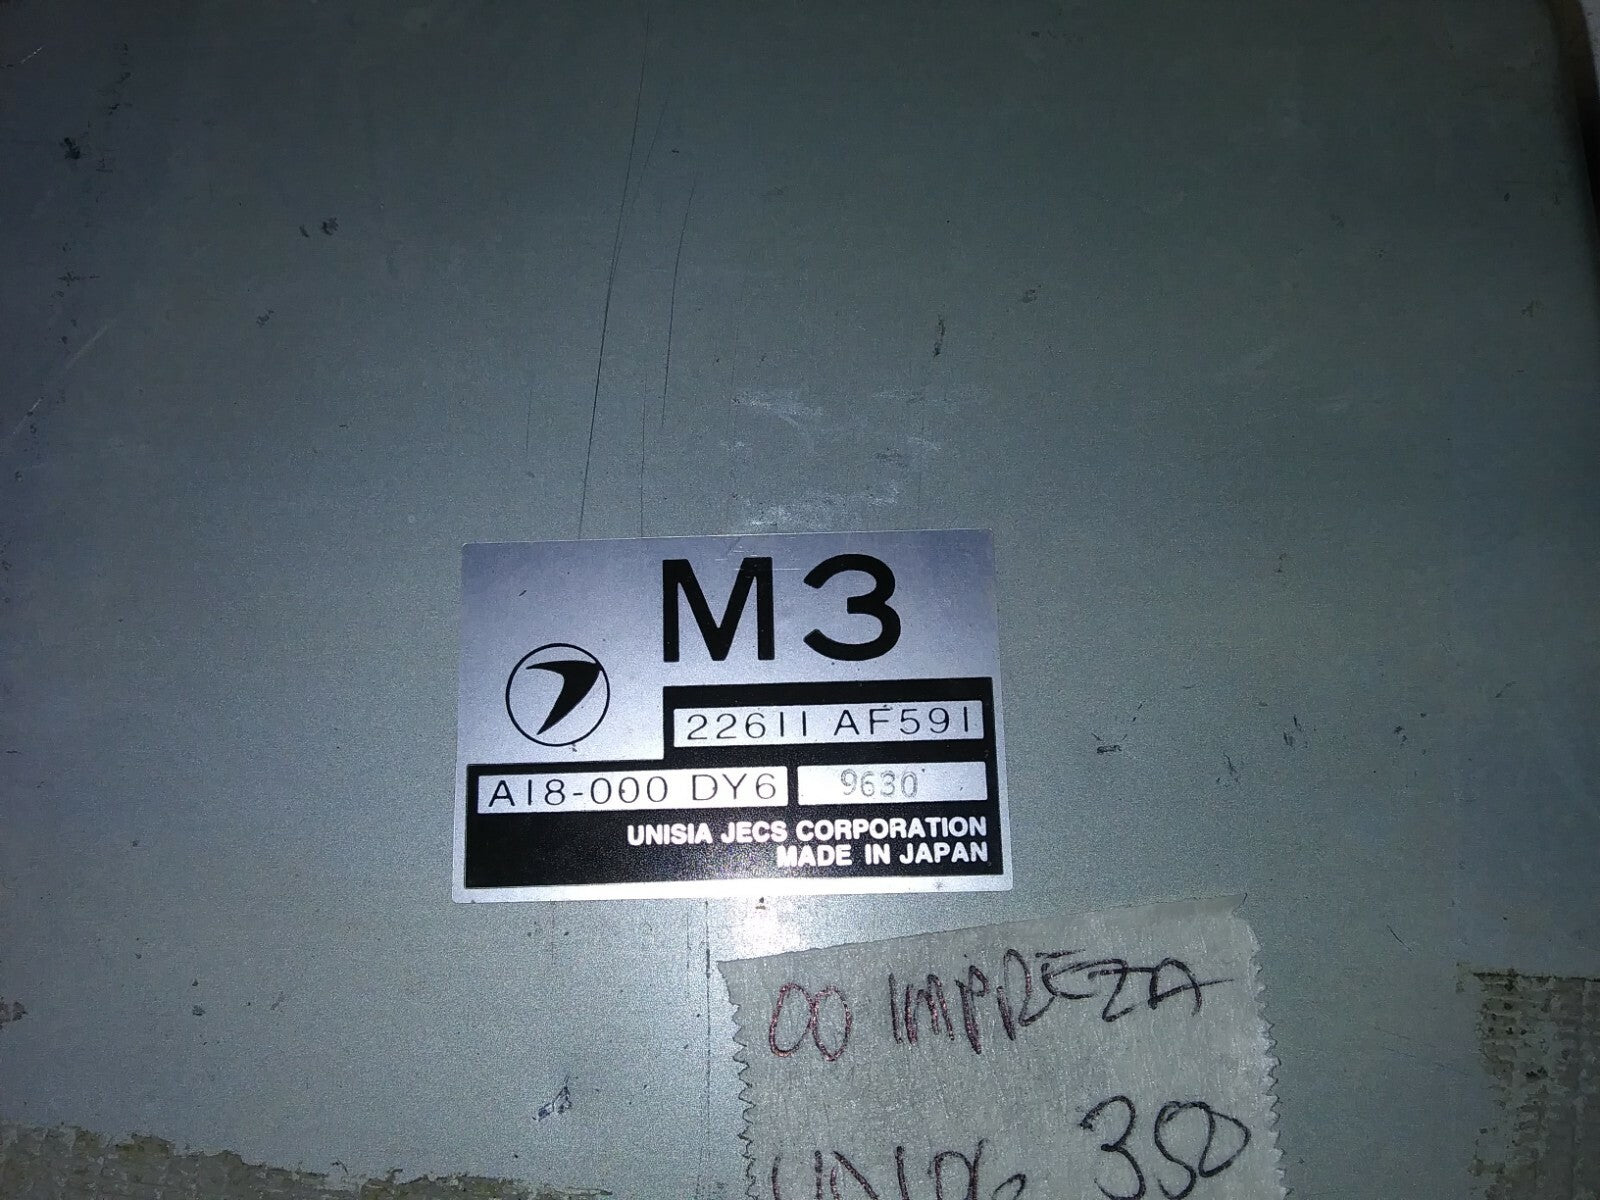 M3
22611 AF591
A18-000 DY6 9630
UNISIA JECS CORPORATION
MADE IN JAPAN
00 IMPREZA
350